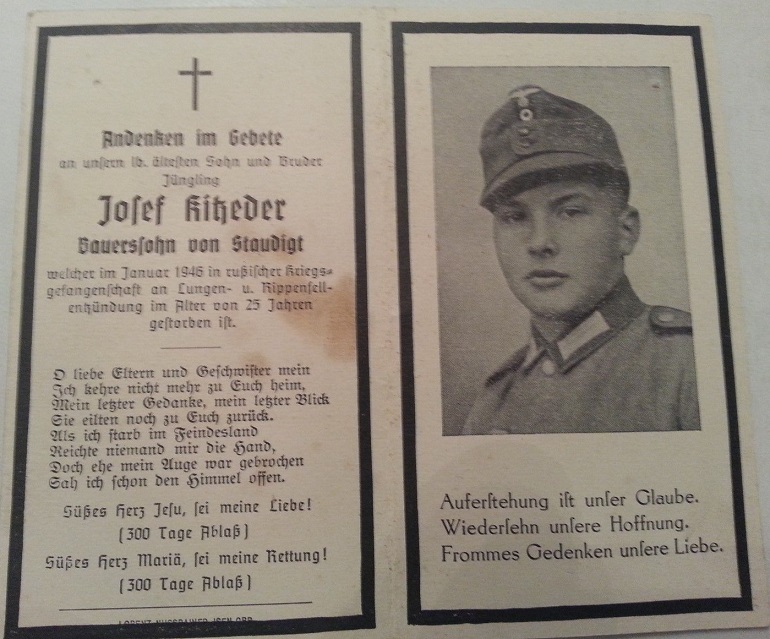 Andenken im Gebete
an unsern lb. ältesten Sohn und Bruder
Jüngling
Josef Kitzeder
Bauerssohn von Staudigt
welcher im Januar 1946 in rußischer Kriegs-
gefangenschaft an Lungen- u. Rippenfell-
entzündung im Alter von 25 Jahren
gestorben ist.
O liebe Eltern und Geschwister mein
Ich kehre nicht mehr zu Euch heim,
Mein letzter Gedanke, mein letzter Blick
Sie eilten noch zu Euch zurück.
Als ich starb im Feindesland
Reichte niemand mir die Hand,
Doch ehe mein Auge war gebrochen
Sah ich schon den Himmel offen.
Süßes Herz Jesu, sei meine Liebe!
(300 Tage Ablaß)
Süßes Herz Mariä, sei meine Rettung!
(300 Tage Ablaß)
Auferstehung ist unser Glaube.
Wiedersehn unsere Hoffnung.
Frommes Gedenken unsere Liebe.